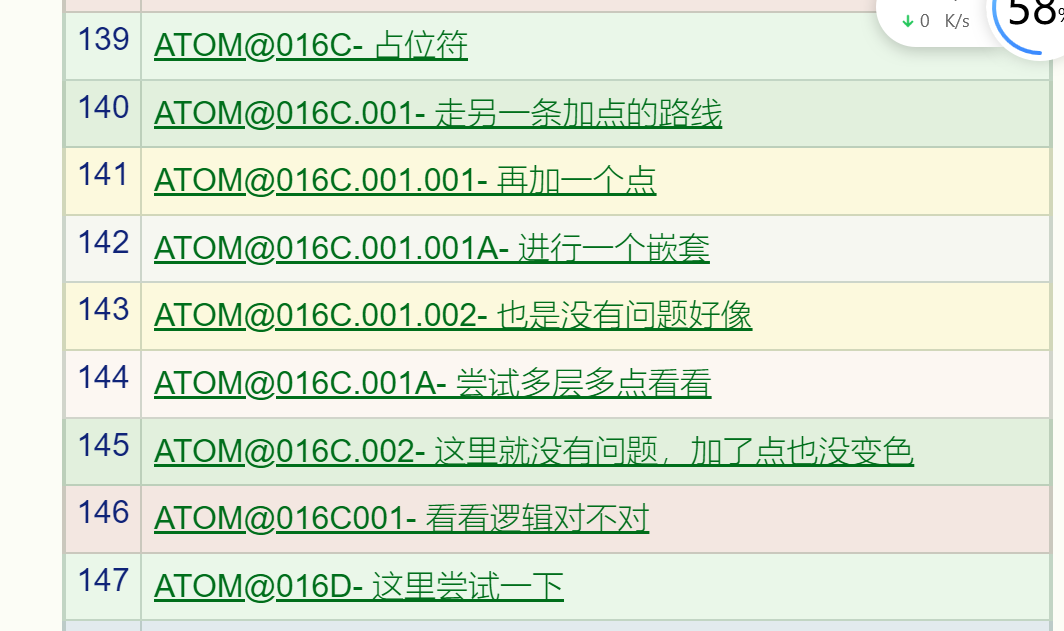 0 K/s
58%
139 ATOM@016C- 占位符
140 ATOM@016C.001- 走另一条加点的路线
141 ATOM@016C.001.001- 再加一个点
142 ATOM@016C.001.001A- 进行一个嵌套
143 ATOM@016C.001.002- 也是没有问题好像
144 ATOM@016C.001A- 尝试多层多点看看
145 ATOM@016C.002- 这里就没有问题，加了点也没变色
146 ATOM@016C001- 看看逻辑对不对
147 ATOM@016D- 这里尝试一下